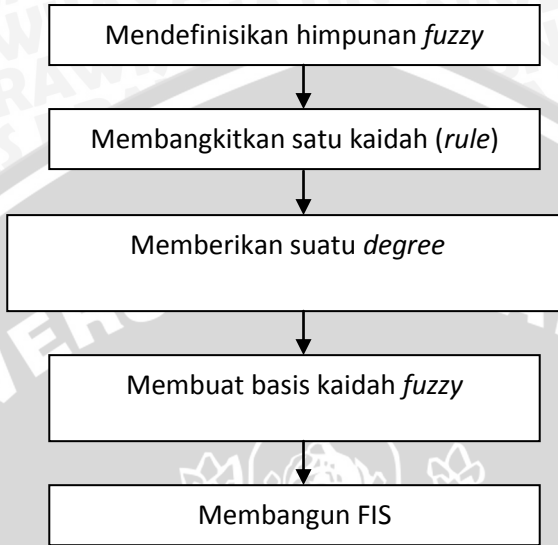 Mendefinisikan himpunan fuzzy
Membangkitkan satu kaidah (rule)
Memberikan suatu degree
Membuat basis kaidah fuzzy
Membangun FIS